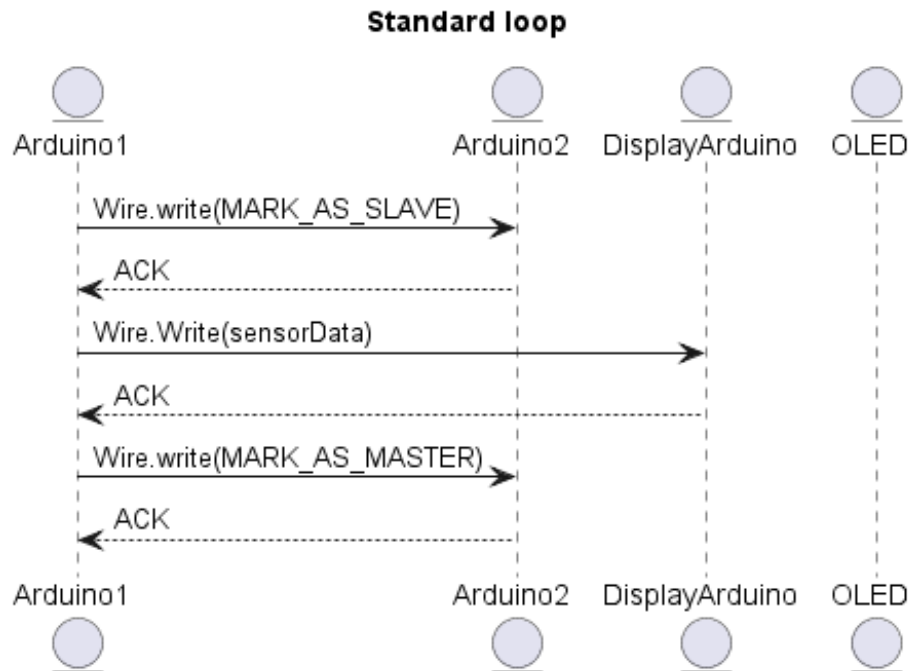 Standard loop
Arduino1 Arduino2 DisplayArduino OLED
Wire.write(MARK_AS_SLAVE)
ACK
Wire.Write(sensorData)
ACK
Wire.write(MARK_AS_MASTER)
ACK
Arduino1 Arduino2 DisplayArduino OLED